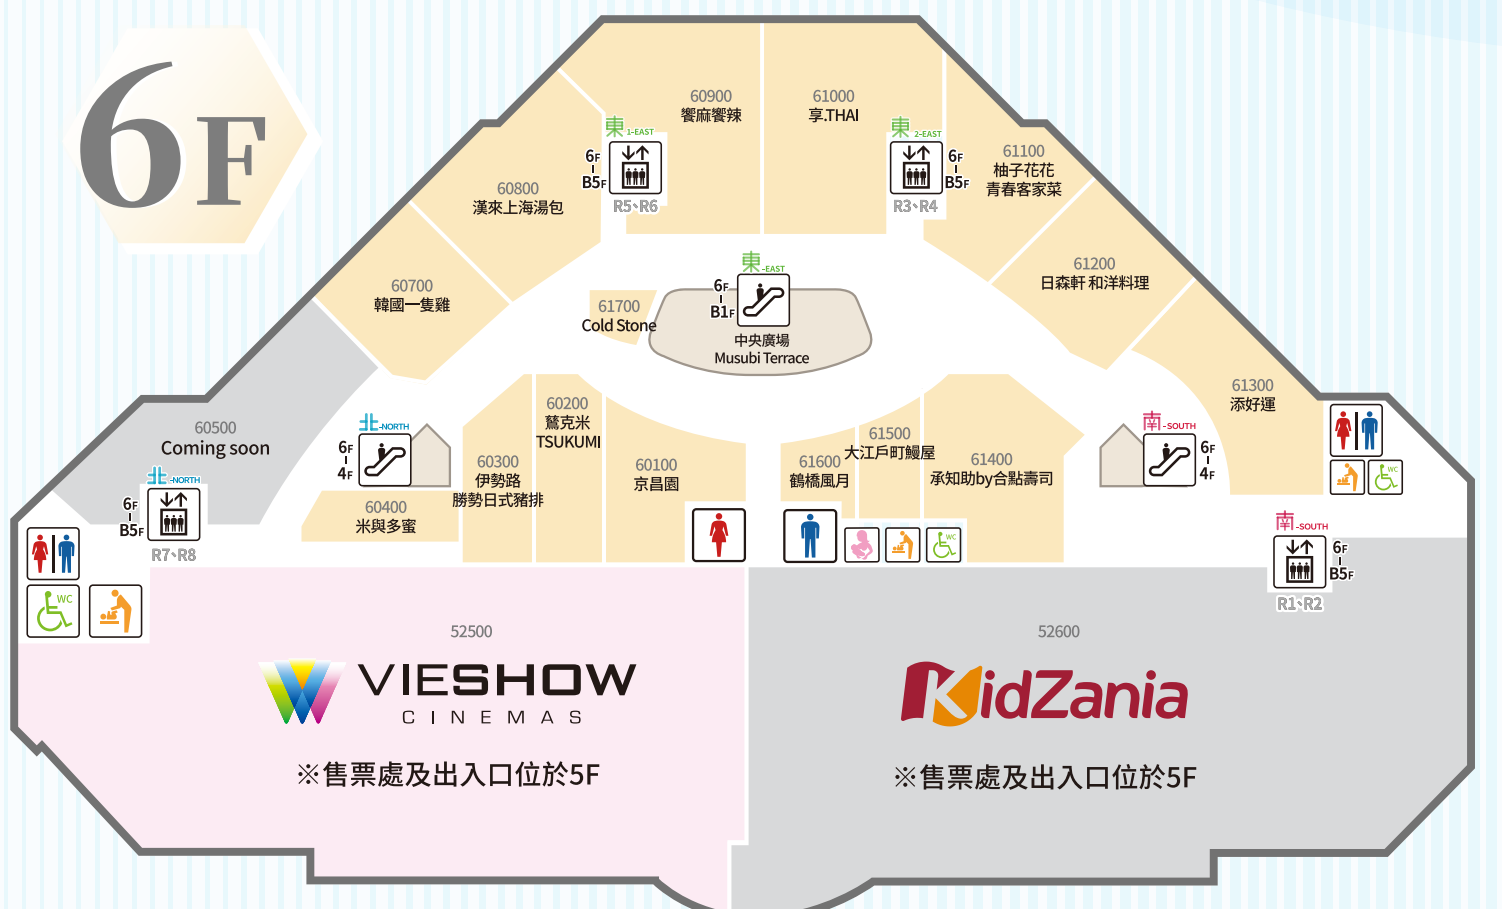 6F
60900
饗麻饗辣
61000
享.THAI
東 1-EAST
6F
B5F
R5、R6
東 2-EAST
6F
B5F
R3、R4
61100
柚子花花
青春客家菜
60800
漢來上海湯包
61200
日森軒 和洋料理
60700
韓國一隻雞
東 -EAST
6F
B1F
中央廣場
Musubi Terrace
61700
Cold Stone
61300
添好運
60500
Coming soon
北 -NORTH
6F
4F
北 -NORTH
6F
B5F
R7、R8
60400
米與多蜜
60300
伊勢路
勝勢日式豬排
60200
鶿克米
TSUKUMI
60100
京昌園
61600
鶴橋風月
61500
大江戶町鰻屋
61400
承知助by合點壽司
南 -SOUTH
6F
4F
WC
南 -SOUTH
6F
B5F
R1、R2
WC
WC
52500
VIESHOW
CINEMAS
※售票處及出入口位於5F
52600
KidZania
※售票處及出入口位於5F